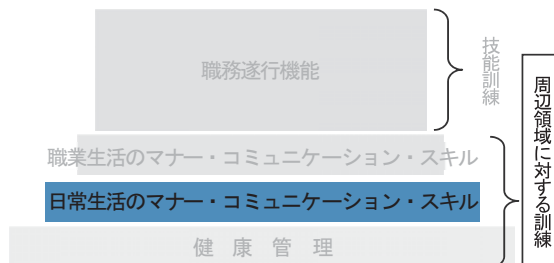 職務遂行機能
技能訓練
職業生活のマナー・コミュニケーション・スキル
日常生活のマナー・コミュニケーション・スキル
健康管理
周辺領域に対する訓練